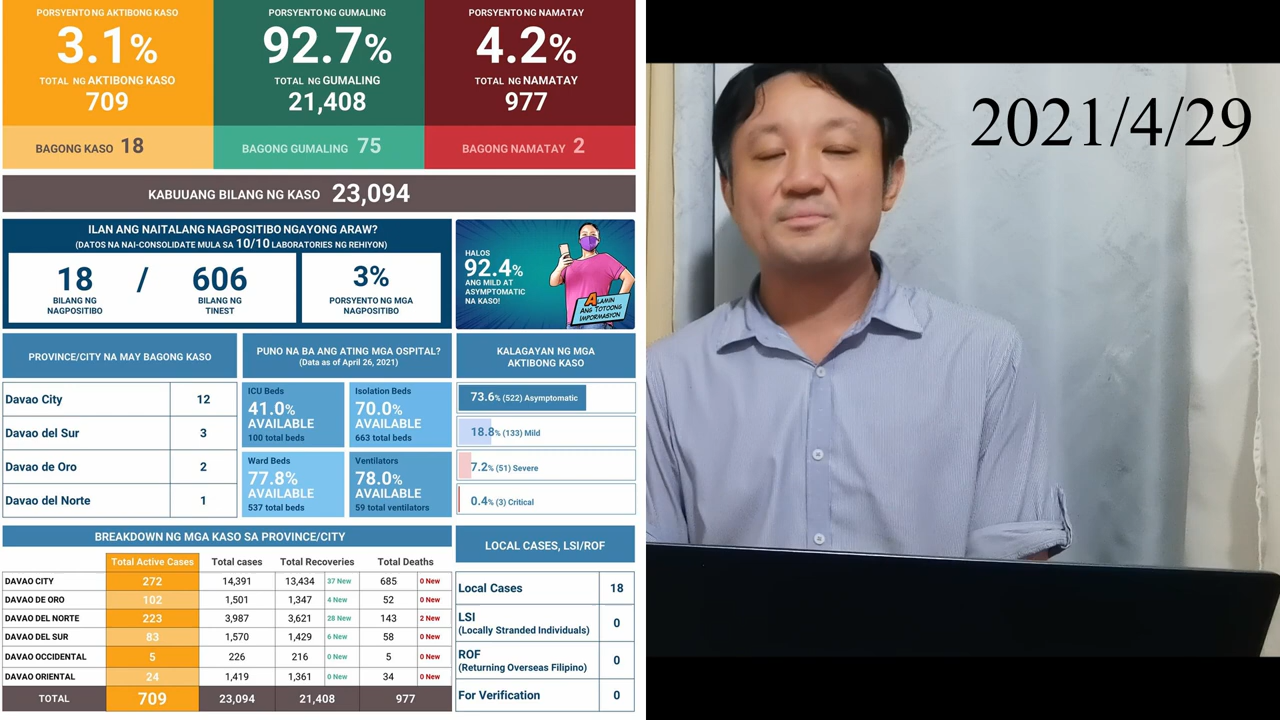 PORSYENTO NG AKTIBONG KASO
3.1%
TOTAL NG AKTIBONG KASO
709
BAGONG KASO 18
PORSYENTO NG GUMALING
92.7%
TOTAL NG GUMALING
21,408
BAGONG GUMALING 75
PORSYENTO NG NAMATAY
4.2%
TOTAL NG NAMATAY
977
BAGONG NAMATAY 2
KABUUANG BILANG NG KASO 23,094
ILAN ANG NAITALANG NAGPOSITIBO NGAYONG ARAW?
(DATOS NA NAI-CONSOLIDATE MULA SA 10/10 LABORATORIES NG REHIYON)
18 / 606
BILANG NG NAGPOSITIBO
BILANG NG TINEST
3%
PORSYENTO NG MGA NAGPOSITIBO
HALOS
92.4%
ANG MILD AT
ASYMPTOMATIC
NA KASO!
ALAMIN
ANG TOTOONG
IMPORMASYON
PROVINCE/CITY NA MAY BAGONG KASO
Davao City 12
Davao del Sur 3
Davao de Oro 2
Davao del Norte 1
PUNO NA BA ANG ATING MGA OSPITAL?
(Data as of April 26, 2021)
ICU Beds
41.0%
AVAILABLE
100 total beds
Isolation Beds
70.0%
AVAILABLE
663 total beds
Ward Beds
77.8%
AVAILABLE
537 total beds
Ventilators
78.0%
AVAILABLE
59 total ventilators
KALAGAYAN NG MGA
AKTIBONG KASO
73.6% (522) Asymptomatic
18.8% (133) Mild
7.2% (51) Severe
0.4% (3) Critical
BREAKDOWN NG MGA KASO SA PROVINCE/CITY
Total Active Cases Total cases Total Recoveries Total Deaths
DAVAO CITY 272 14,391 13,434 37 New 685 0 New
DAVAO DE ORO 102 1,501 1,347 4 New 52 0 New
DAVAO DEL NORTE 223 3,987 3,621 28 New 143 2 New
DAVAO DEL SUR 83 1,570 1,429 6 New 58 0 New
DAVAO OCCIDENTAL 5 226 216 0 New 5 0 New
DAVAO ORIENTAL 24 1,419 1,361 0 New 34 0 New
TOTAL 709 23,094 21,408 977
LOCAL CASES, LSI/ROF
Local Cases 18
LSI
(Locally Stranded Individuals) 0
ROF
(Returning Overseas Filipino) 0
For Verification 0
2021/4/29